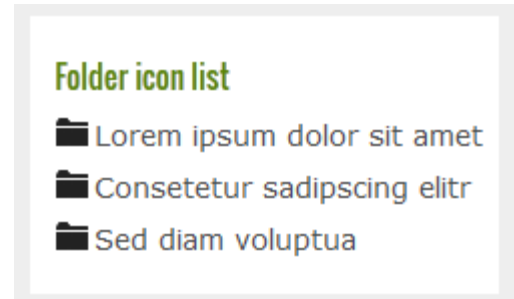 Folder icon list
Lorem ipsum dolor sit amet
Consetetur sadipscing elitr
Sed diam voluptua